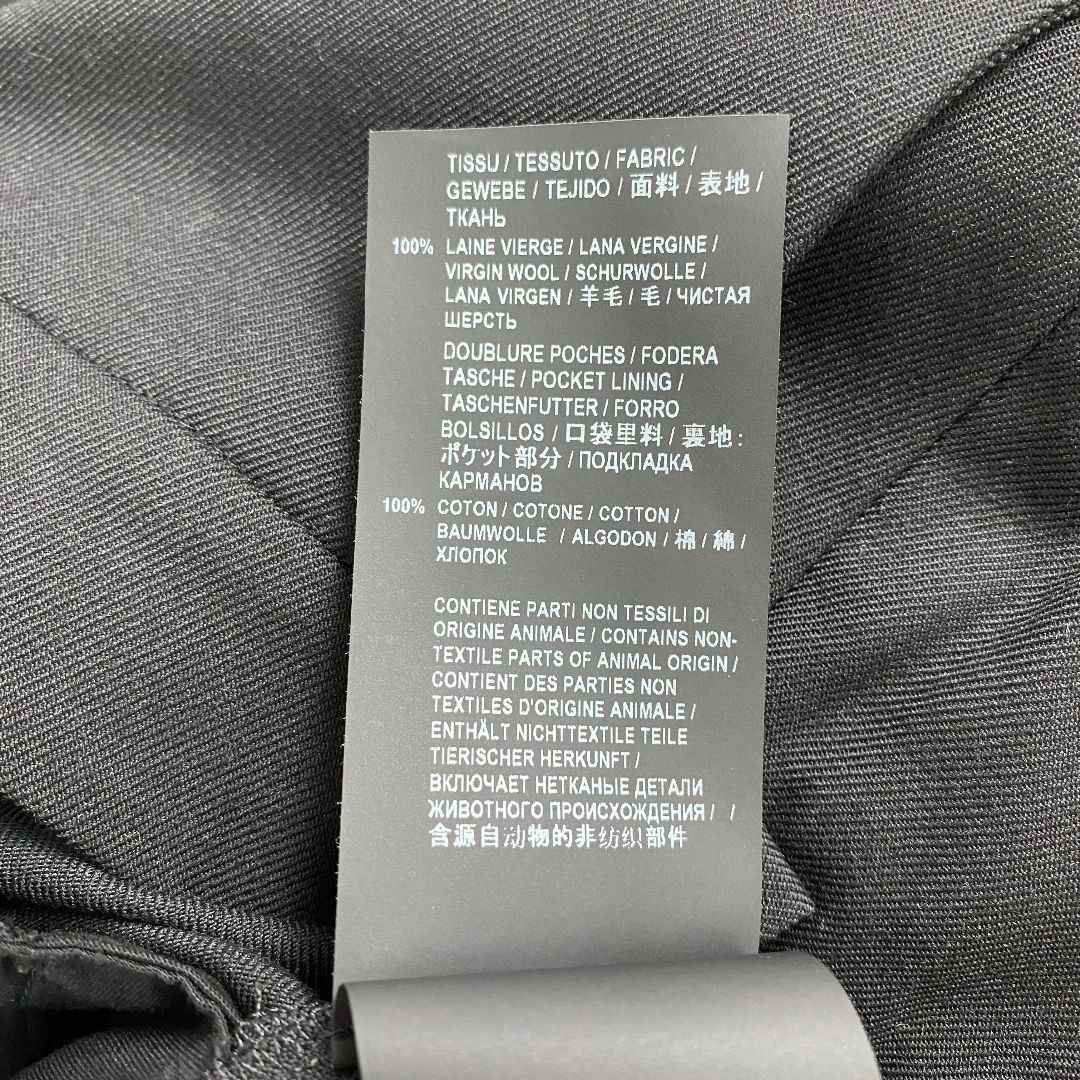 TISSU / TESSUTO / FABRIC /
GEWEBE / TEJIDO / 面料 / 表地 /
ТКАНЬ
100% LAINE VIERGE / LANA VERGINE /
VIRGIN WOOL / SCHURWOLLE /
LANA VIRGEN / 羊毛 / 毛 / ЧИСТАЯ
ШЕРСТЬ
DOUBLURE POCHES / FODERA
TASCHE / POCKET LINING /
TASCHENFUTTER / FORRO
BOLSILLOS / 口袋里料 / 裏地:
ポケット部分 / ПОДКЛАДКА
КАРМАНОВ
100% COTON / COTONE / COTTON /
BAUMWOLLE / ALGODON / 棉 / 綿 /
ХЛОПОК
CONTIENE PARTI NON TESSILI DI
ORIGINE ANIMALE / CONTAINS NON-
TEXTILE PARTS OF ANIMAL ORIGIN /
CONTIENT DES PARTIES NON
TEXTILES D'ORIGINE ANIMALE /
ENTHÄLT NICHTTEXTILE TEILE
TIERISCHER HERKUNFT /
ВКЛЮЧАЕТ НЕТКАНЫЕ ДЕТАЛИ
ЖИВОТНОГО ПРОИСХОЖДЕНИЯ / /
含源自动物的非纺织部件